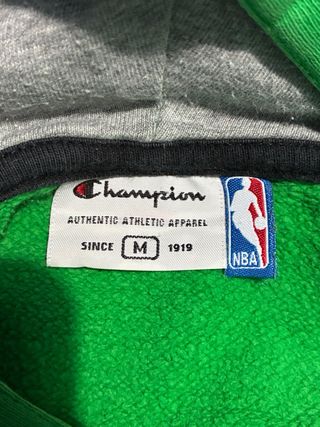 Champion
AUTHENTIC ATHLETIC APPAREL
SINCE M 1919
NBA